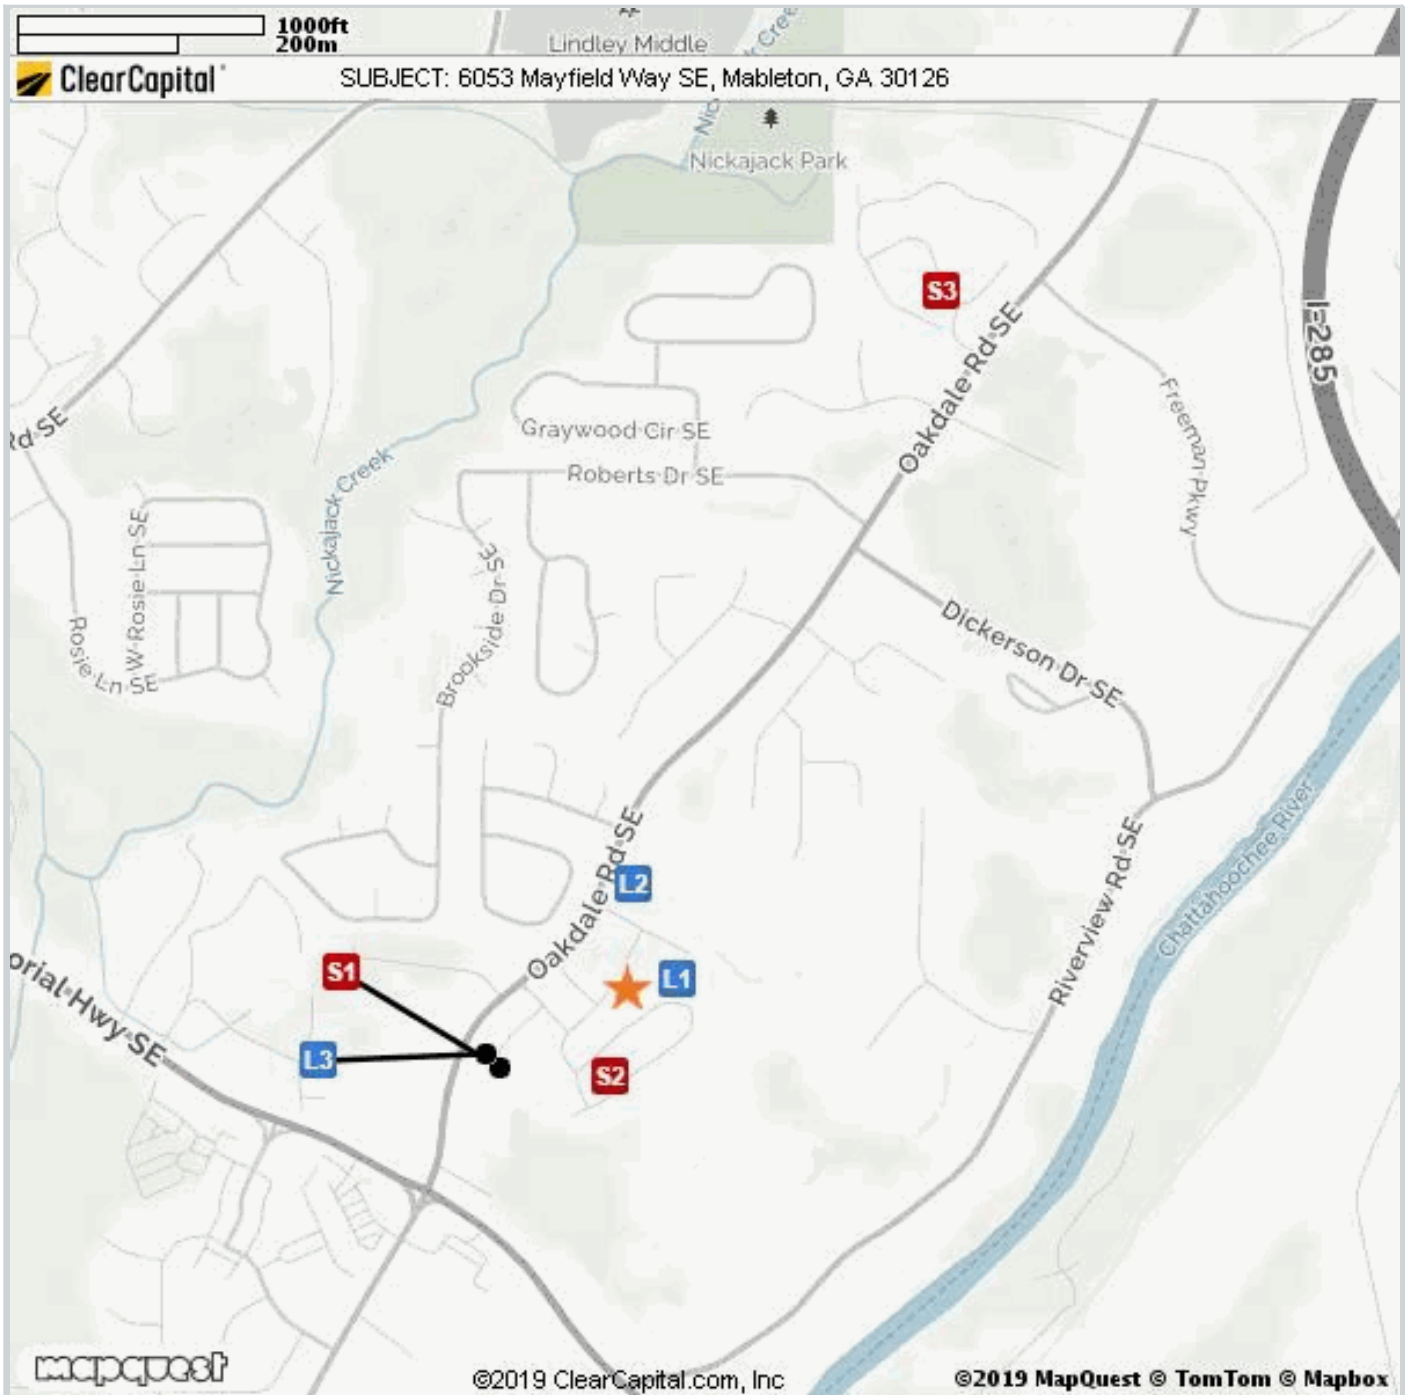 1000ft
200m
Lindley Middle
ClearCapital
SUBJECT: 6053 Mayfield Way SE, Mableton, GA 30126
Nickajack Park
S3
I-285
Oakdale Rd SE
Freeman Pkwy
Rd SE
Graywood Cir SE
Roberts Dr SE
Nickajack Creek
W Rosie Ln SE
Rosie Ln SE
Brookside Dr SE
Dickerson Dr SE
Oakdale Rd SE
L2
Riverview Rd SE
Chattahoochee River
S1
L1
orial Hwy SE
L3
S2
mapquest
©2019 ClearCapital.com, Inc
©2019 MapQuest © TomTom © Mapbox